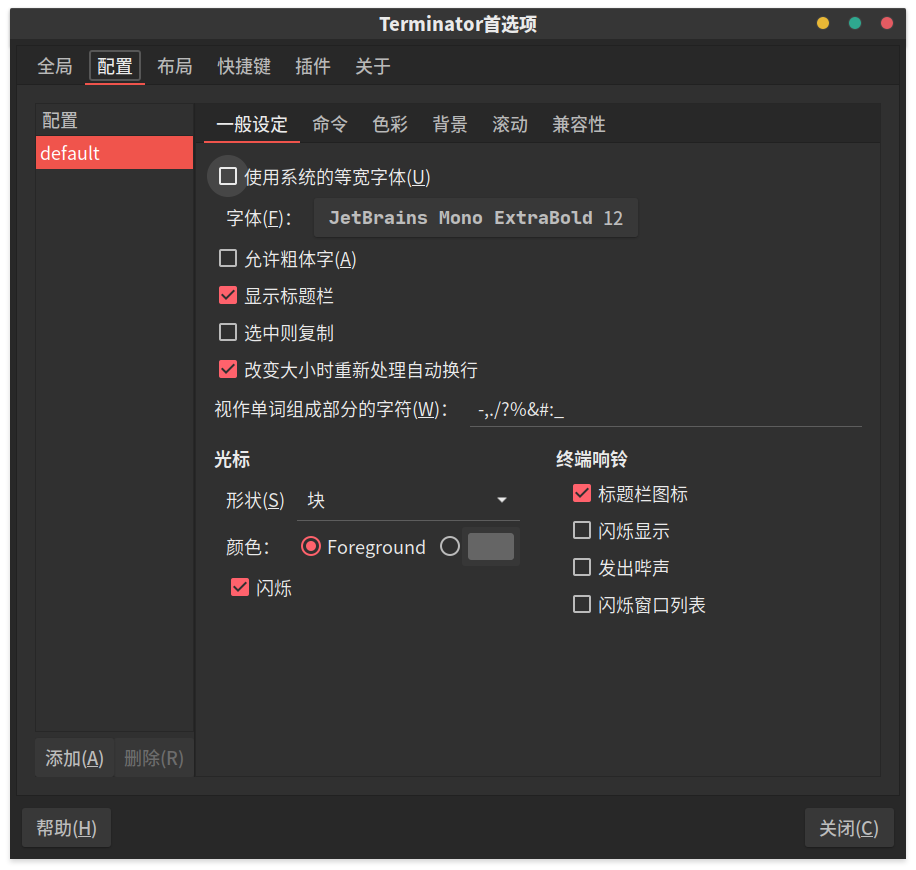 Terminator首选项
全局 配置 布局 快捷键 插件 关于
配置
default
一般设定 命令 色彩 背景 滚动 兼容性
使用系统的等宽字体(U)
字体(F): JetBrains Mono ExtraBold 12
允许粗体字(A)
显示标题栏
选中则复制
改变大小时重新处理自动换行
视作单词组成部分的字符(W): -,./?%&#:_
光标
形状(S) 块
颜色: Foreground
闪烁
终端响铃
标题栏图标
闪烁显示
发出哔声
闪烁窗口列表
添加(A) 删除(R)
帮助(H) 关闭(C)